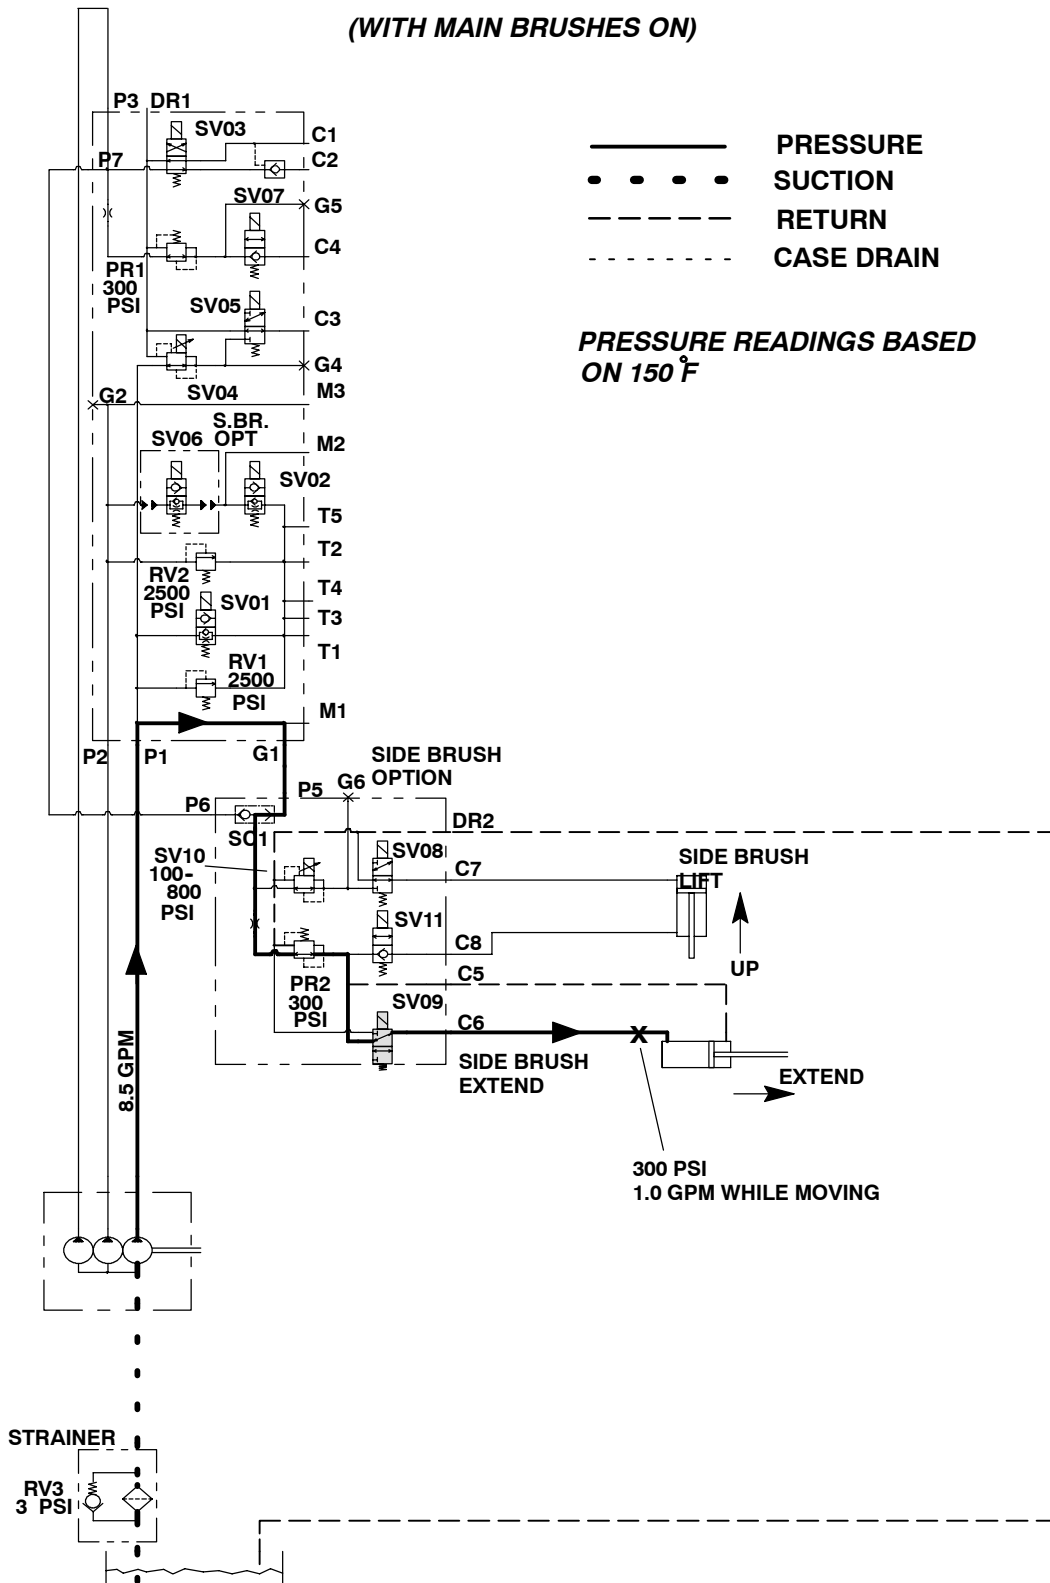 (WITH MAIN BRUSHES ON)
P3 DR1
SV03
C1
P7
C2
SV07
G5
C4
PR1
300
PSI
SV05
C3
G4
SV04
M3
G2
S.BR.
OPT
SV06
M2
SV02
T5
T2
RV2
2500
PSI
T4
SV01
T3
T1
RV1
2500
PSI
M1
P2
P1
G1
PRESSURE
SUCTION
RETURN
CASE DRAIN
PRESSURE READINGS BASED
ON 150°F
SIDE BRUSH
OPTION
P5
G6
P6
SC1
DR2
SV10
100-
800
PSI
SV08
C7
SIDE BRUSH
LIFT
SV11
C8
UP
C5
PR2
300
PSI
SV09
C6
X
SIDE BRUSH
EXTEND
EXTEND
8.5 GPM
300 PSI
1.0 GPM WHILE MOVING
STRAINER
RV3
3 PSI